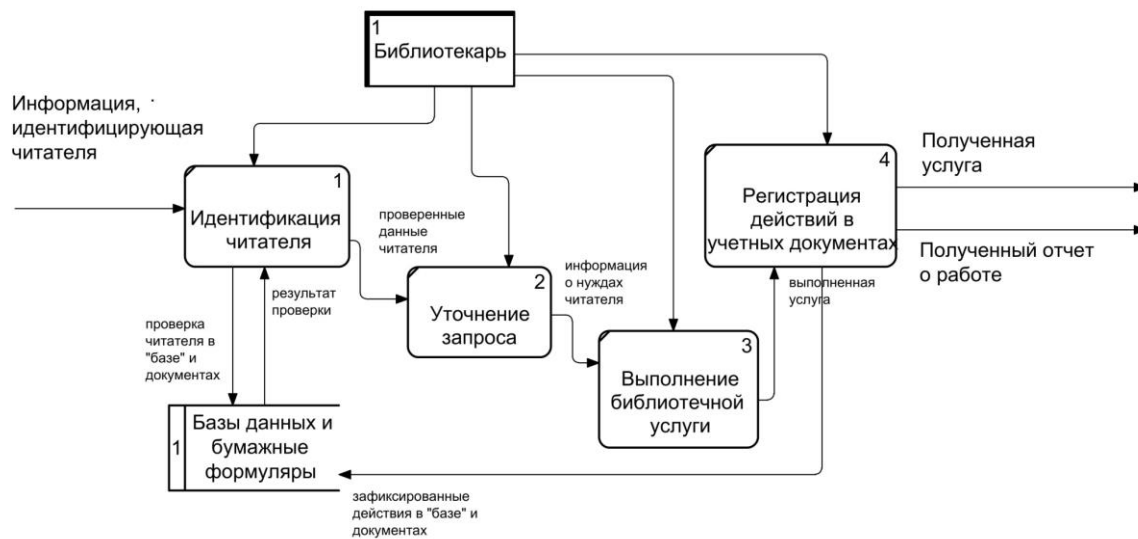 1
Библиотекарь
Информация,
идентифицирующая
читателя
1
Идентификация
читателя
проверенные
данные
читателя
2
Уточнение
запроса
информация
о нуждах
читателя
3
Выполнение
библиотечной
услуги
4
Регистрация
действий в
учетных документах
Полученная
услуга
Полученный отчет
о работе
выполненная
услуга
результат
проверки
проверка
читателя в
"базе" и
документах
1
Базы данных и
бумажные
формуляры
зафиксированные
действия в "базе" и
документах